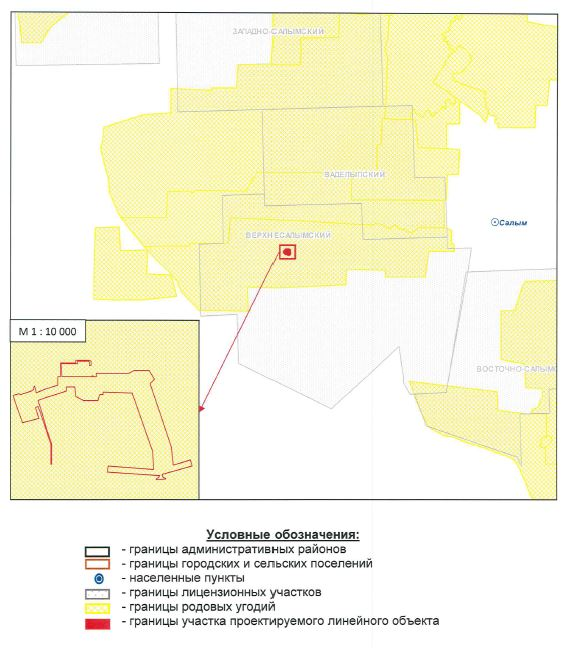 ЗАПАДНО-САЛЫМСКИЙ
ВАДЕЛЫПСКИЙ
Салым
ВЕРХНЕСАЛЫМСКИЙ
М 1 : 10 000
ВОСТОЧНО-САЛЫМС
Условные обозначения:
- границы административных районов
- границы городских и сельских поселений
- населенные пункты
- границы лицензионных участков
- границы родовых угодий
- границы участка проектируемого линейного объекта